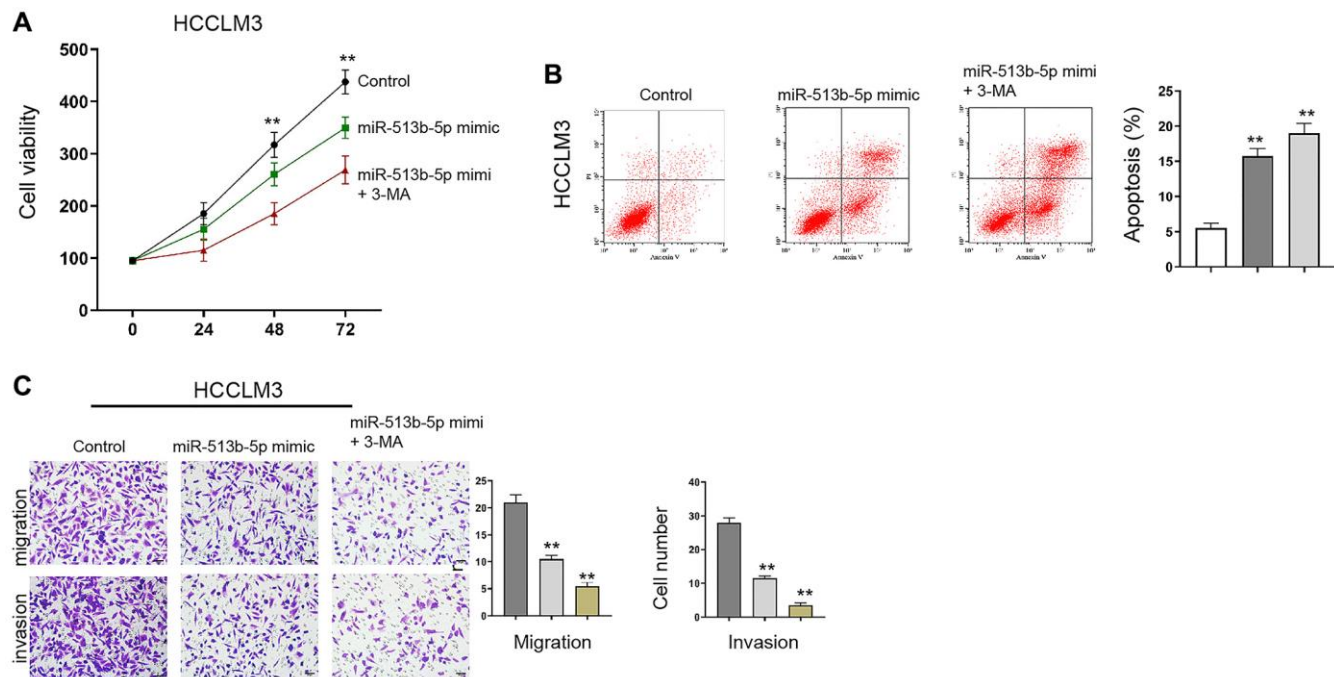 A
HCCLM3
500
400
300
200
100
0
Cell viability
**
**
Control
miR-513b-5p mimic
miR-513b-5p mimi
+ 3-MA
0 24 48 72
B
Control
miR-513b-5p mimic
miR-513b-5p mimi
+ 3-MA
HCCLM3
Annexin V
Annexin V
Annexin V
Apoptosis (%)
25
20
15
10
5
0
**
**
C
HCCLM3
Control
miR-513b-5p mimic
miR-513b-5p mimi
+ 3-MA
migration
invasion
25
20
15
10
5
0
**
**
Migration
Cell number
40
30
20
10
0
**
**
Invasion